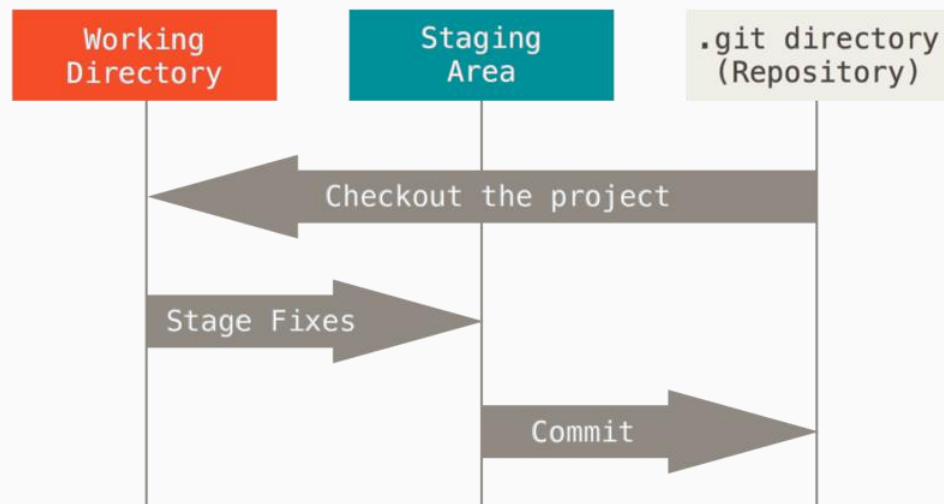 Working
Directory
Staging
Area
.git directory
(Repository)
Checkout the project
Stage Fixes
Commit